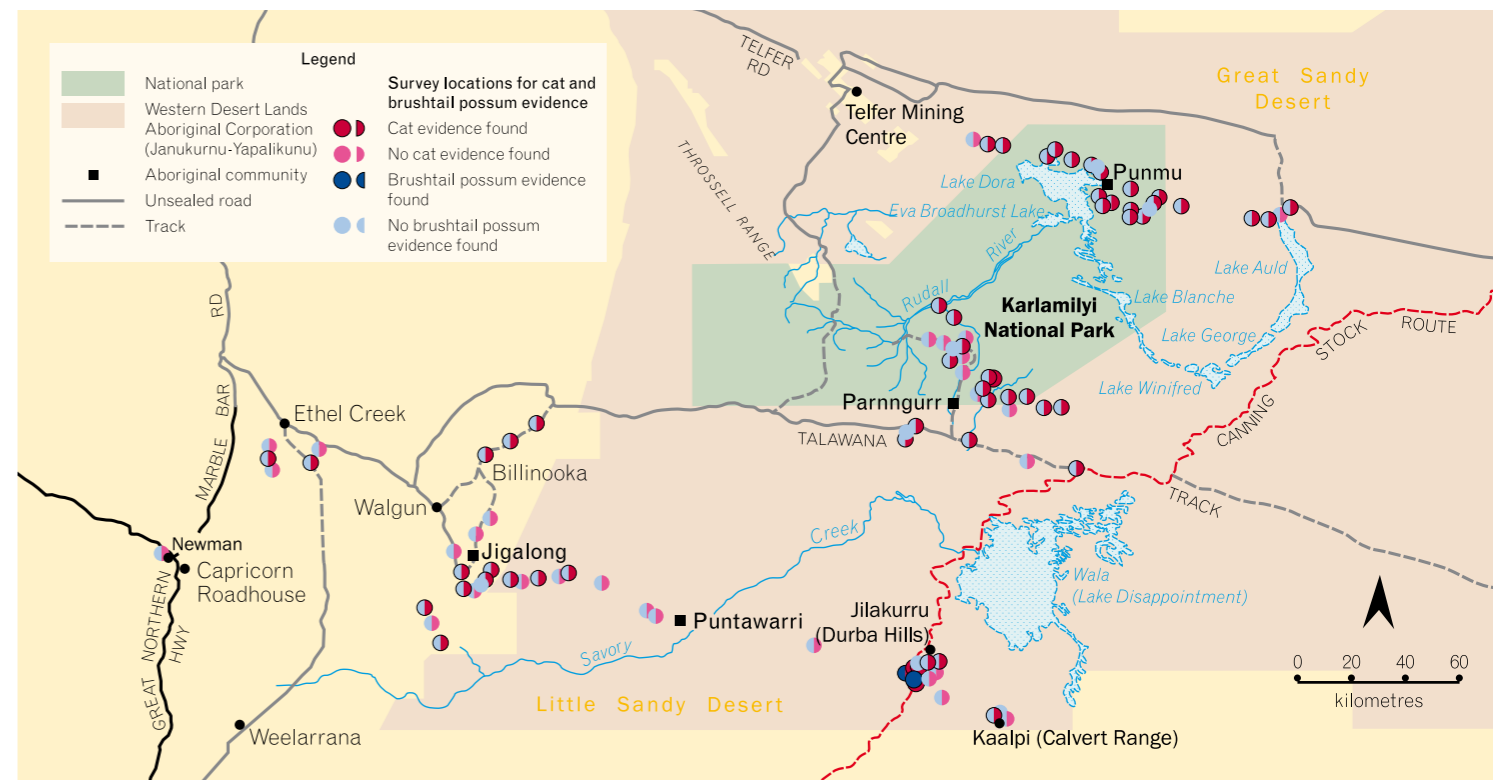 Legend
National park
Western Desert Lands
Aboriginal Corporation
(Janukurnu-Yapalikunu)
Aboriginal community
Unsealed road
Track
Survey locations for cat and
brushtail possum evidence
Cat evidence found
No cat evidence found
Brushtail possum evidence
found
No brushtail possum
evidence found
TELFER
RD
Great Sandy
Desert
Telfer Mining
Centre
THROSSELL RANGE
Lake Dora
Punmu
Eva Broadhurst Lake
Rudall River
Lake Auld
Karlamilyi
National Park
Lake Blanche
Lake George
Lake Winifred
CANNING STOCK ROUTE
MARBLE BAR RD
Ethel Creek
Parnngurr
TALAWANA TRACK
Billinooka
Walgun
Newman
Capricorn
Roadhouse
Jigalong
Savory Creek
Wala
(Lake Disappointment)
Puntawarri
Jilakurru
(Durba Hills)
GREAT NORTHERN
HWY
Little Sandy Desert
Weelarrana
Kaalpi (Calvert Range)
0 20 40 60
kilometres